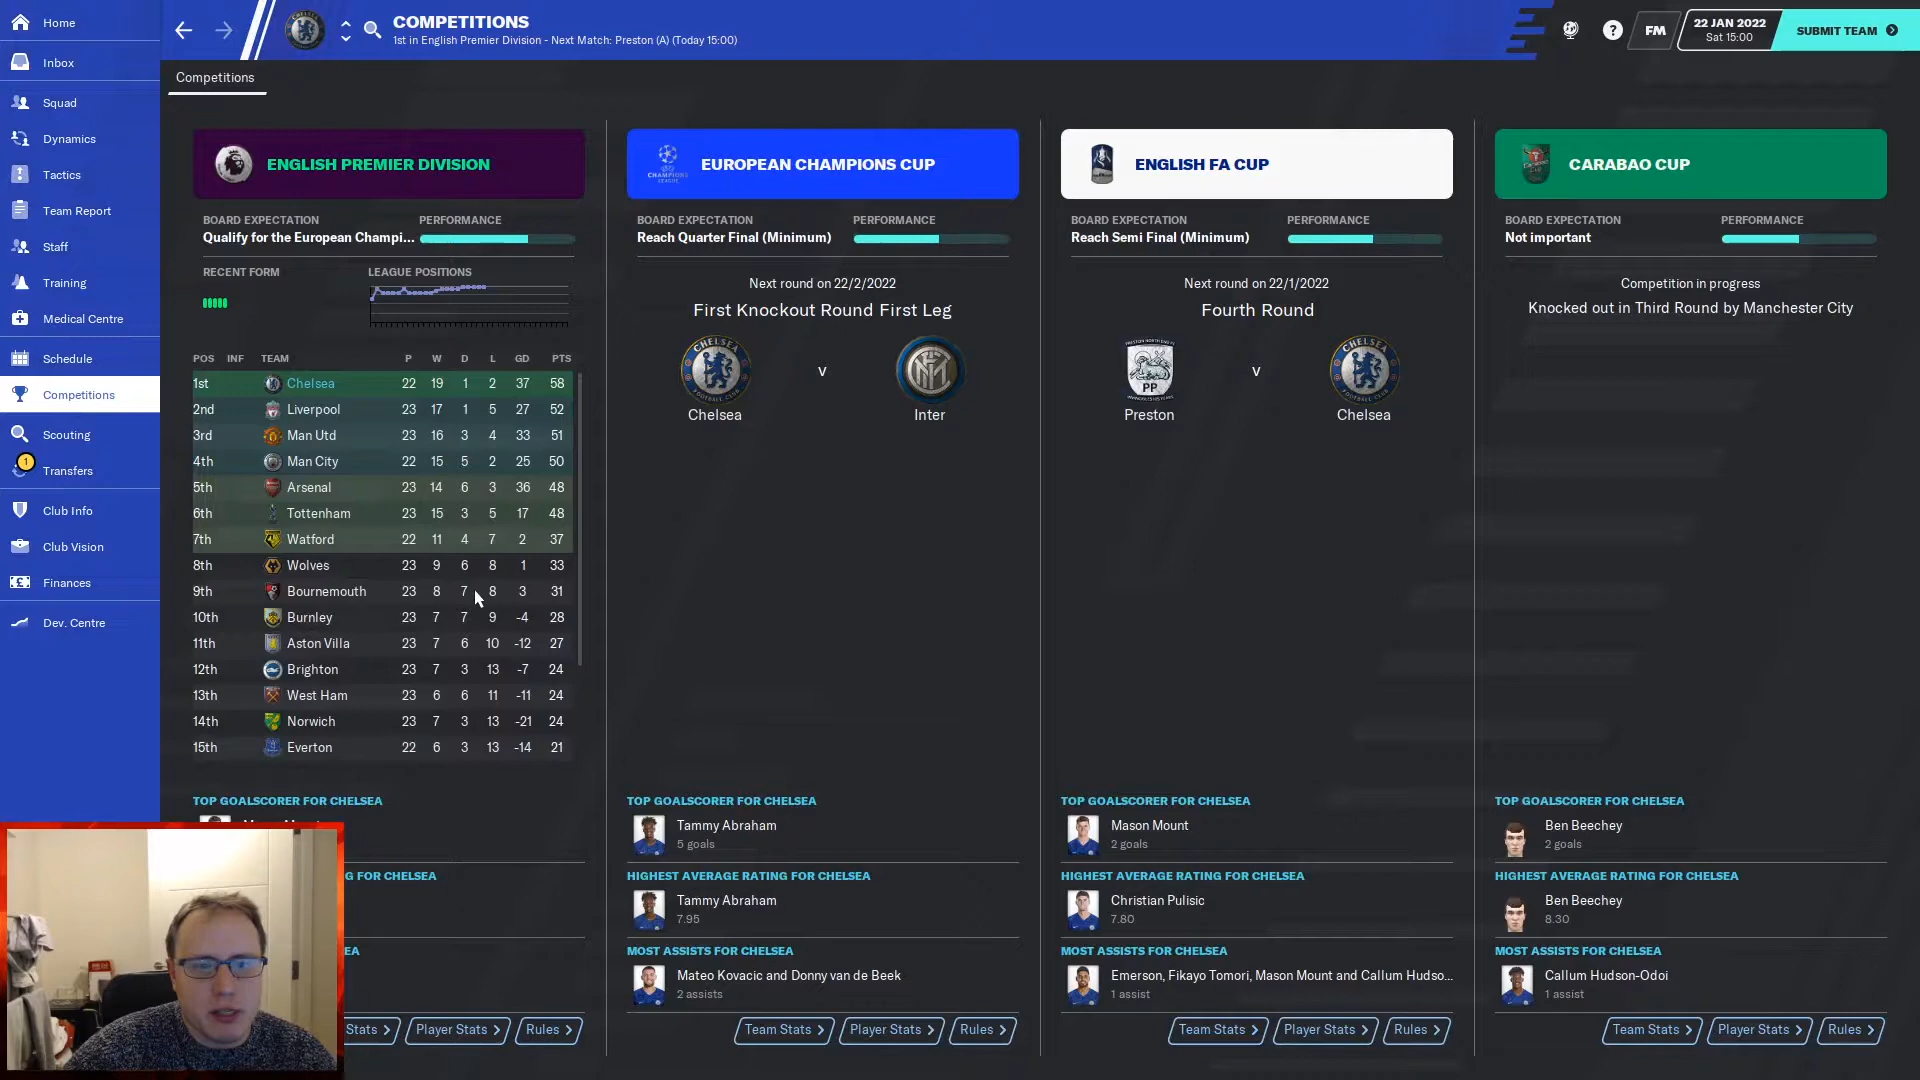 Home
Inbox
Squad
Dynamics
Tactics
Team Report
Staff
Training
Medical Centre
Schedule
Competitions
Scouting
1
Transfers
Club Info
Club Vision
Finances
Dev. Centre
COMPETITIONS
1st in English Premier Division - Next Match: Preston (A) (Today 15:00)
?
FM
22 JAN 2022
Sat 15:00
SUBMIT TEAM
Competitions
ENGLISH PREMIER DIVISION
BOARD EXPECTATION PERFORMANCE
Qualify for the European Champi...
RECENT FORM LEAGUE POSITIONS
POS INF TEAM P W D L GD PTS
1st Chelsea 22 19 1 2 37 58
2nd Liverpool 23 17 1 5 27 52
3rd Man Utd 23 16 3 4 33 51
4th Man City 22 15 5 2 25 50
5th Arsenal 23 14 6 3 36 48
6th Tottenham 23 15 3 5 17 48
7th Watford 22 11 4 7 2 37
8th Wolves 23 9 6 8 1 33
9th Bournemouth 23 8 7 8 3 31
10th Burnley 23 7 7 9 -4 28
11th Aston Villa 23 7 6 10 -12 27
12th Brighton 23 7 3 13 -7 24
13th West Ham 23 6 6 11 -11 24
14th Norwich 23 7 3 13 -21 24
15th Everton 22 6 3 13 -14 21
TOP GOALSCORER FOR CHELSEA
G FOR CHELSEA
EA
Stats Player Stats Rules
CHAMPIONS LEAGUE
EUROPEAN CHAMPIONS CUP
BOARD EXPECTATION PERFORMANCE
Reach Quarter Final (Minimum)
Next round on 22/2/2022
First Knockout Round First Leg
CHELSEA
FOOTBALL CLUB
v
Chelsea Inter
TOP GOALSCORER FOR CHELSEA
Tammy Abraham
5 goals
HIGHEST AVERAGE RATING FOR CHELSEA
Tammy Abraham
7.95
MOST ASSISTS FOR CHELSEA
Mateo Kovacic and Donny van de Beek
2 assists
Team Stats Player Stats Rules
ENGLISH FA CUP
BOARD EXPECTATION PERFORMANCE
Reach Semi Final (Minimum)
Next round on 22/1/2022
Fourth Round
PP
v
CHELSEA
FOOTBALL CLUB
Preston Chelsea
TOP GOALSCORER FOR CHELSEA
Mason Mount
2 goals
HIGHEST AVERAGE RATING FOR CHELSEA
Christian Pulisic
7.80
MOST ASSISTS FOR CHELSEA
Emerson, Fikayo Tomori, Mason Mount and Callum Hudso...
1 assist
Team Stats Player Stats Rules
CARABAO CUP
BOARD EXPECTATION PERFORMANCE
Not important
Competition in progress
Knocked out in Third Round by Manchester City
TOP GOALSCORER FOR CHELSEA
Ben Beechey
2 goals
HIGHEST AVERAGE RATING FOR CHELSEA
Ben Beechey
8.30
MOST ASSISTS FOR CHELSEA
Callum Hudson-Odoi
1 assist
Team Stats Player Stats Rules